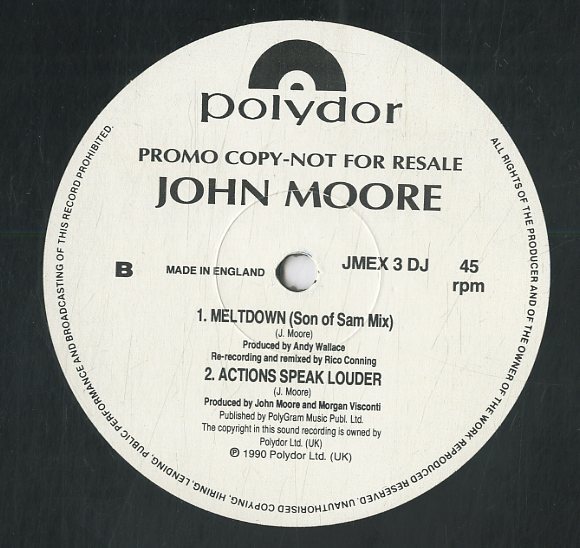 polydor
PROMO COPY-NOT FOR RESALE
JOHN MOORE
B
MADE IN ENGLAND
JMEX 3 DJ
45
rpm
1. MELTDOWN (Son of Sam Mix)
(J. Moore)
Produced by Andy Wallace
Re-recording and remixed by Rico Conning
2. ACTIONS SPEAK LOUDER
(J. Moore)
Produced by John Moore and Morgan Visconti
Published by PolyGram Music Publ. Ltd.
The copyright in this sound recording is owned by
Polydor Ltd. (UK)
℗ 1990 Polydor Ltd. (UK)
ALL RIGHTS OF THE PRODUCER AND OF THE OWNER OF THE WORK REPRODUCED RESERVED. UNAUTHORISED COPYING, HIRING, LENDING, PUBLIC PERFORMANCE AND BROADCASTING OF THIS RECORD PROHIBITED.